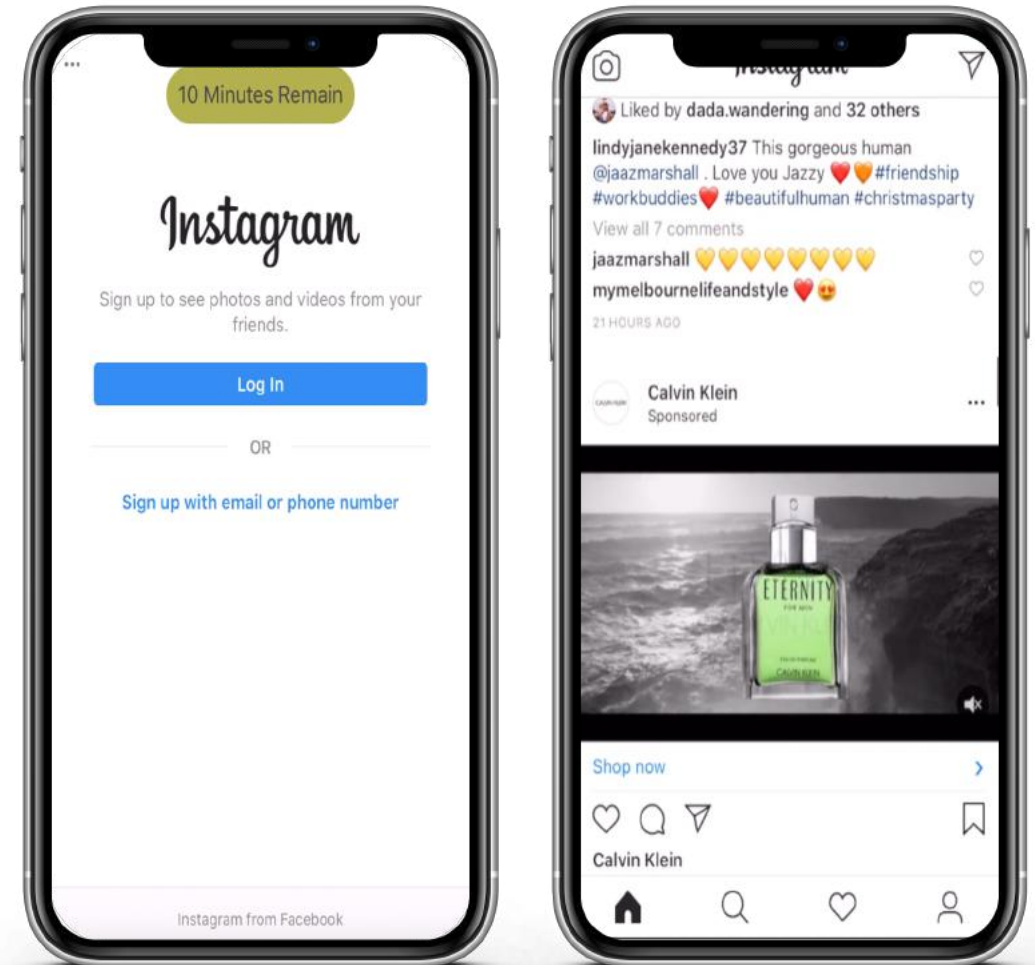 10 Minutes Remain
Instagram
Sign up to see photos and videos from your
friends.
Log In
OR
Sign up with email or phone number
Instagram from Facebook
Instagram
Liked by dada.wandering and 32 others
lindyjanekennedy37 This gorgeous human
@jaazmarshall . Love you Jazzy ❤️🧡 #friendship
#workbuddies❤️ #beautifulhuman #christmasparty
View all 7 comments
jaazmarshall 💛💛💛💛💛💛💛💛
mymelbournelifeandstyle ❤️😍
21 HOURS AGO
Calvin Klein
Sponsored
ETERNITY
FOR MEN
CALVIN KLEIN
Shop now
Calvin Klein